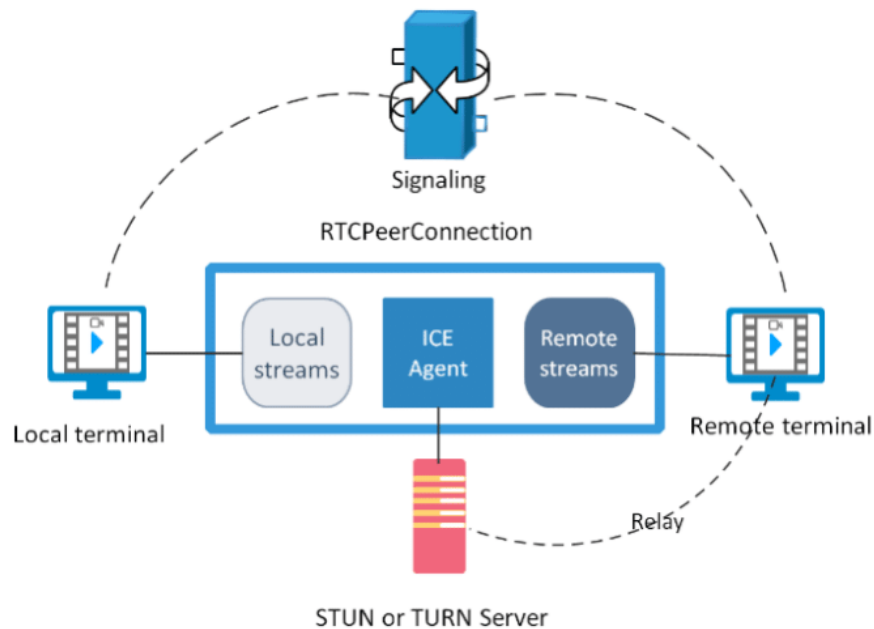 Signaling
RTCPeerConnection
Local
streams
ICE
Agent
Remote
streams
Local terminal
Remote terminal
Relay
STUN or TURN Server